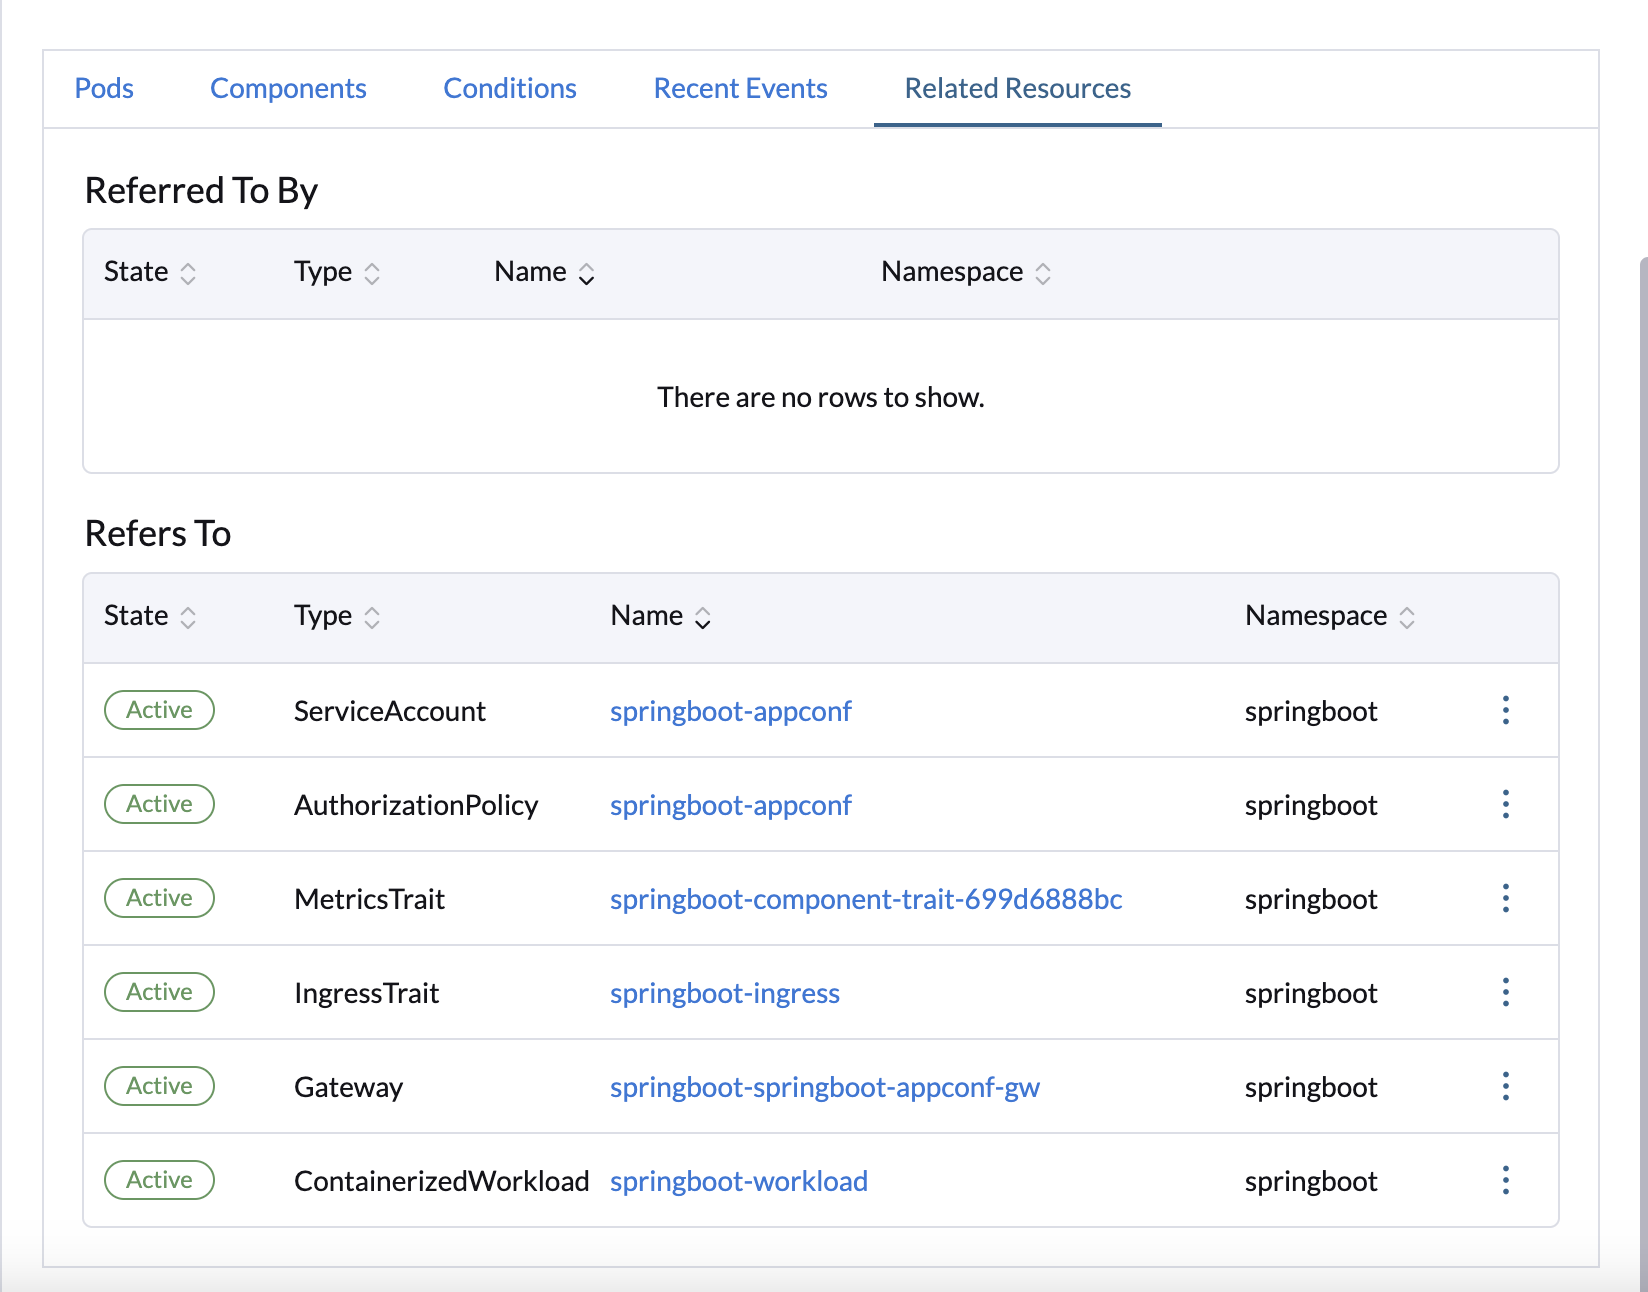 Pods Components Conditions Recent Events Related Resources
Referred To By
State Type Name Namespace
There are no rows to show.
Refers To
State Type Name Namespace
Active ServiceAccount springboot-appconf springboot
Active AuthorizationPolicy springboot-appconf springboot
Active MetricsTrait springboot-component-trait-699d6888bc springboot
Active IngressTrait springboot-ingress springboot
Active Gateway springboot-springboot-appconf-gw springboot
Active ContainerizedWorkload springboot-workload springboot